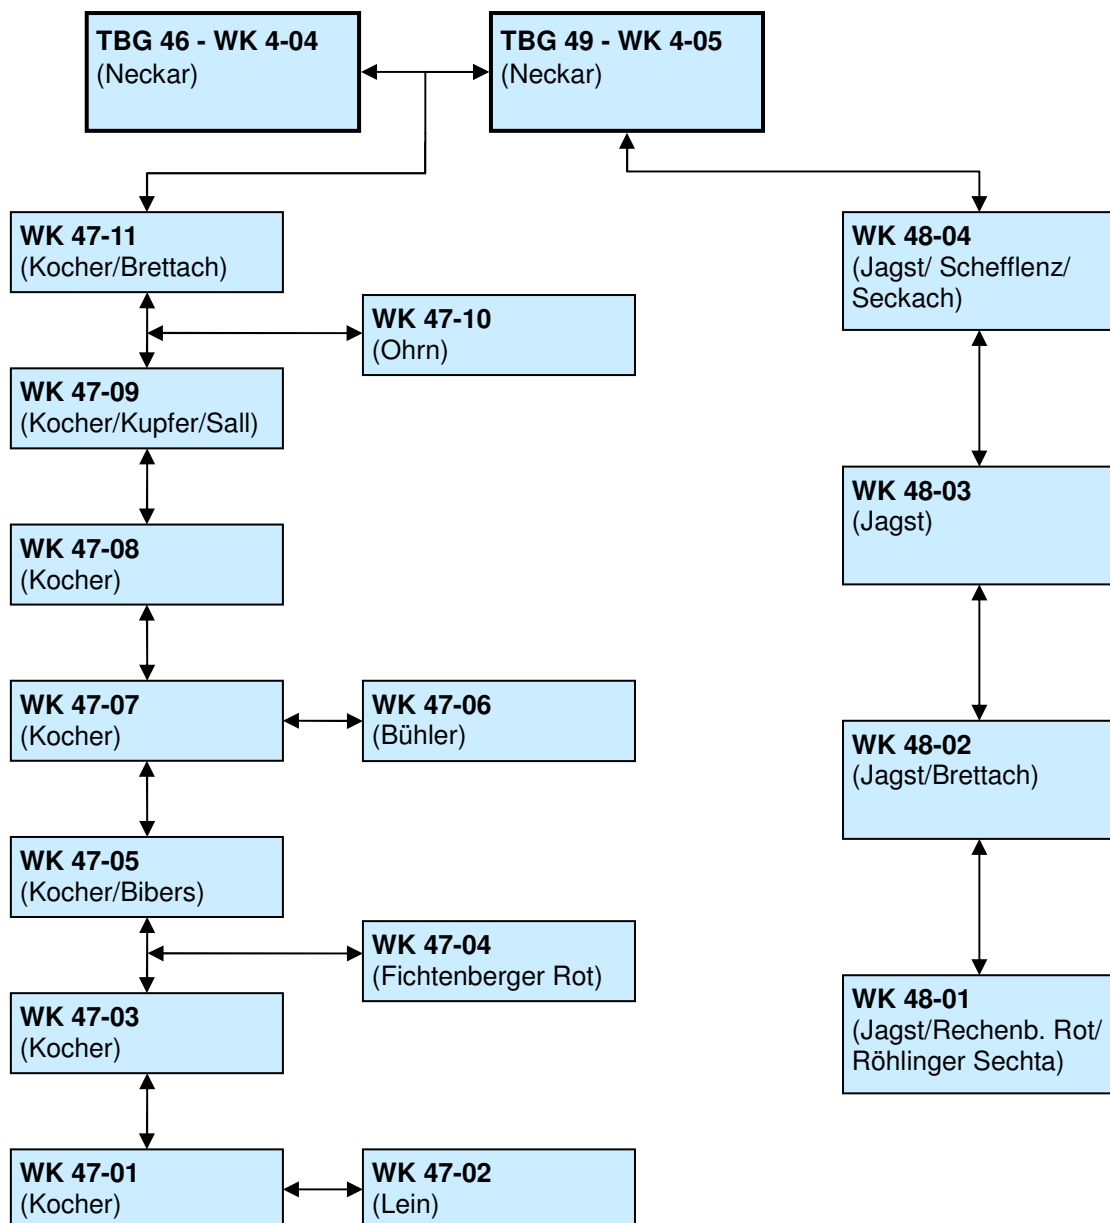 TBG 46 - WK 4-04
(Neckar)
TBG 49 - WK 4-05
(Neckar)
WK 47-11
(Kocher/Brettach)
WK 48-04
(Jagst/ Schefflenz/
Seckach)
WK 47-10
(Ohrn)
WK 47-09
(Kocher/Kupfer/Sall)
WK 48-03
(Jagst)
WK 47-08
(Kocher)
WK 47-07
(Kocher)
WK 47-06
(Bühler)
WK 48-02
(Jagst/Brettach)
WK 47-05
(Kocher/Bibers)
WK 47-04
(Fichtenberger Rot)
WK 48-01
(Jagst/Rechenb. Rot/
Röhlinger Sechta)
WK 47-03
(Kocher)
WK 47-01
(Kocher)
WK 47-02
(Lein)